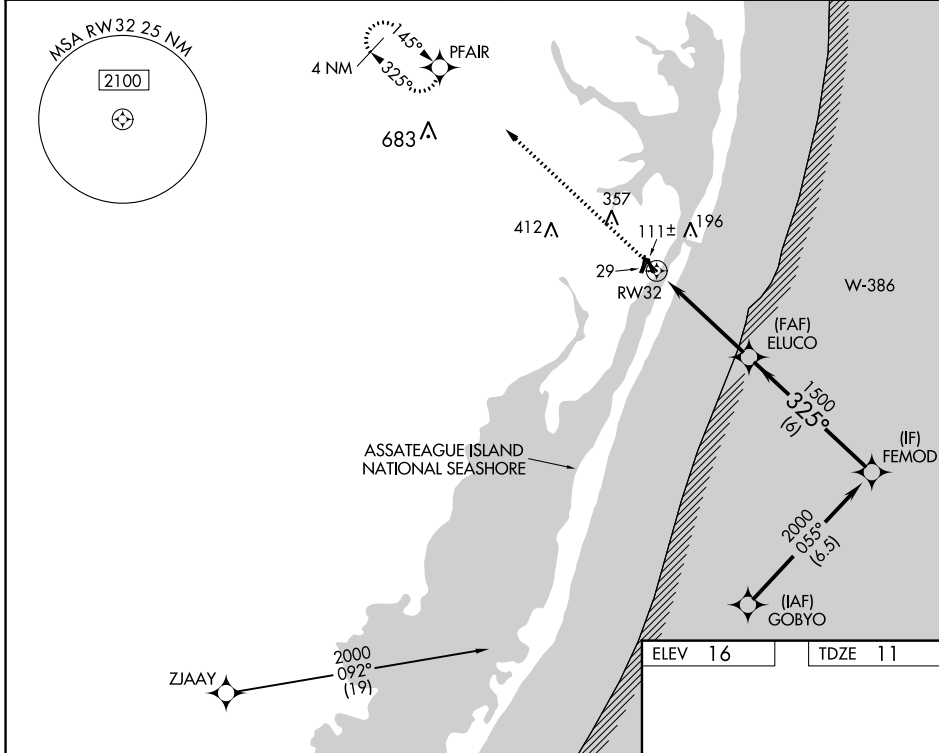 MSA RW32 25 NM
2100
4 NM
145°
325°
PFAIR
683
357
412
111±
196
29
RW32
W-386
(FAF)
ELUCO
1500
325°
(6)
(IF)
FEMOD
ASSATEAGUE ISLAND
NATIONAL SEASHORE
2000
055°
(6.5)
(IAF)
GOBYO
ZJAAY
2000
092°
(19)
ELEV 16
TDZE 11